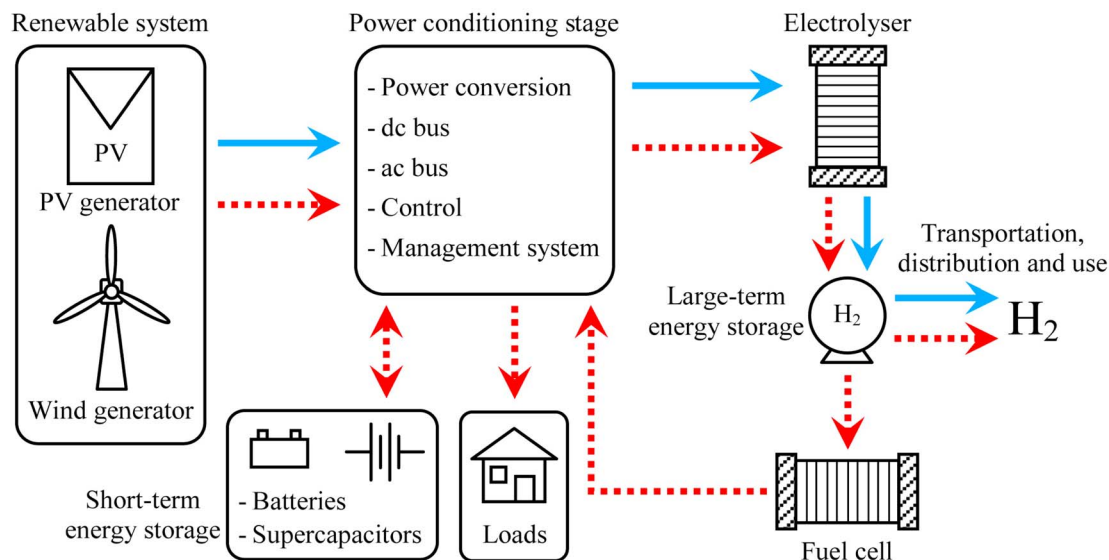 Renewable system
PV
PV generator
Wind generator
Power conditioning stage
- Power conversion
- dc bus
- ac bus
- Control
- Management system
Electrolyser
Transportation,
distribution and use
Large-term
energy storage
H₂
H₂
Short-term
energy storage
- Batteries
- Supercapacitors
Loads
Fuel cell